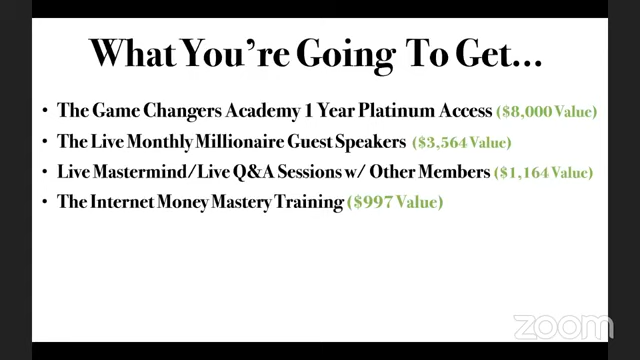 What You're Going To Get...
• The Game Changers Academy 1 Year Platinum Access ($8,000 Value)
• The Live Monthly Millionaire Guest Speakers ($3,564 Value)
• Live Mastermind/Live Q&A Sessions w/ Other Members ($1,164 Value)
• The Internet Money Mastery Training ($997 Value)
zoom